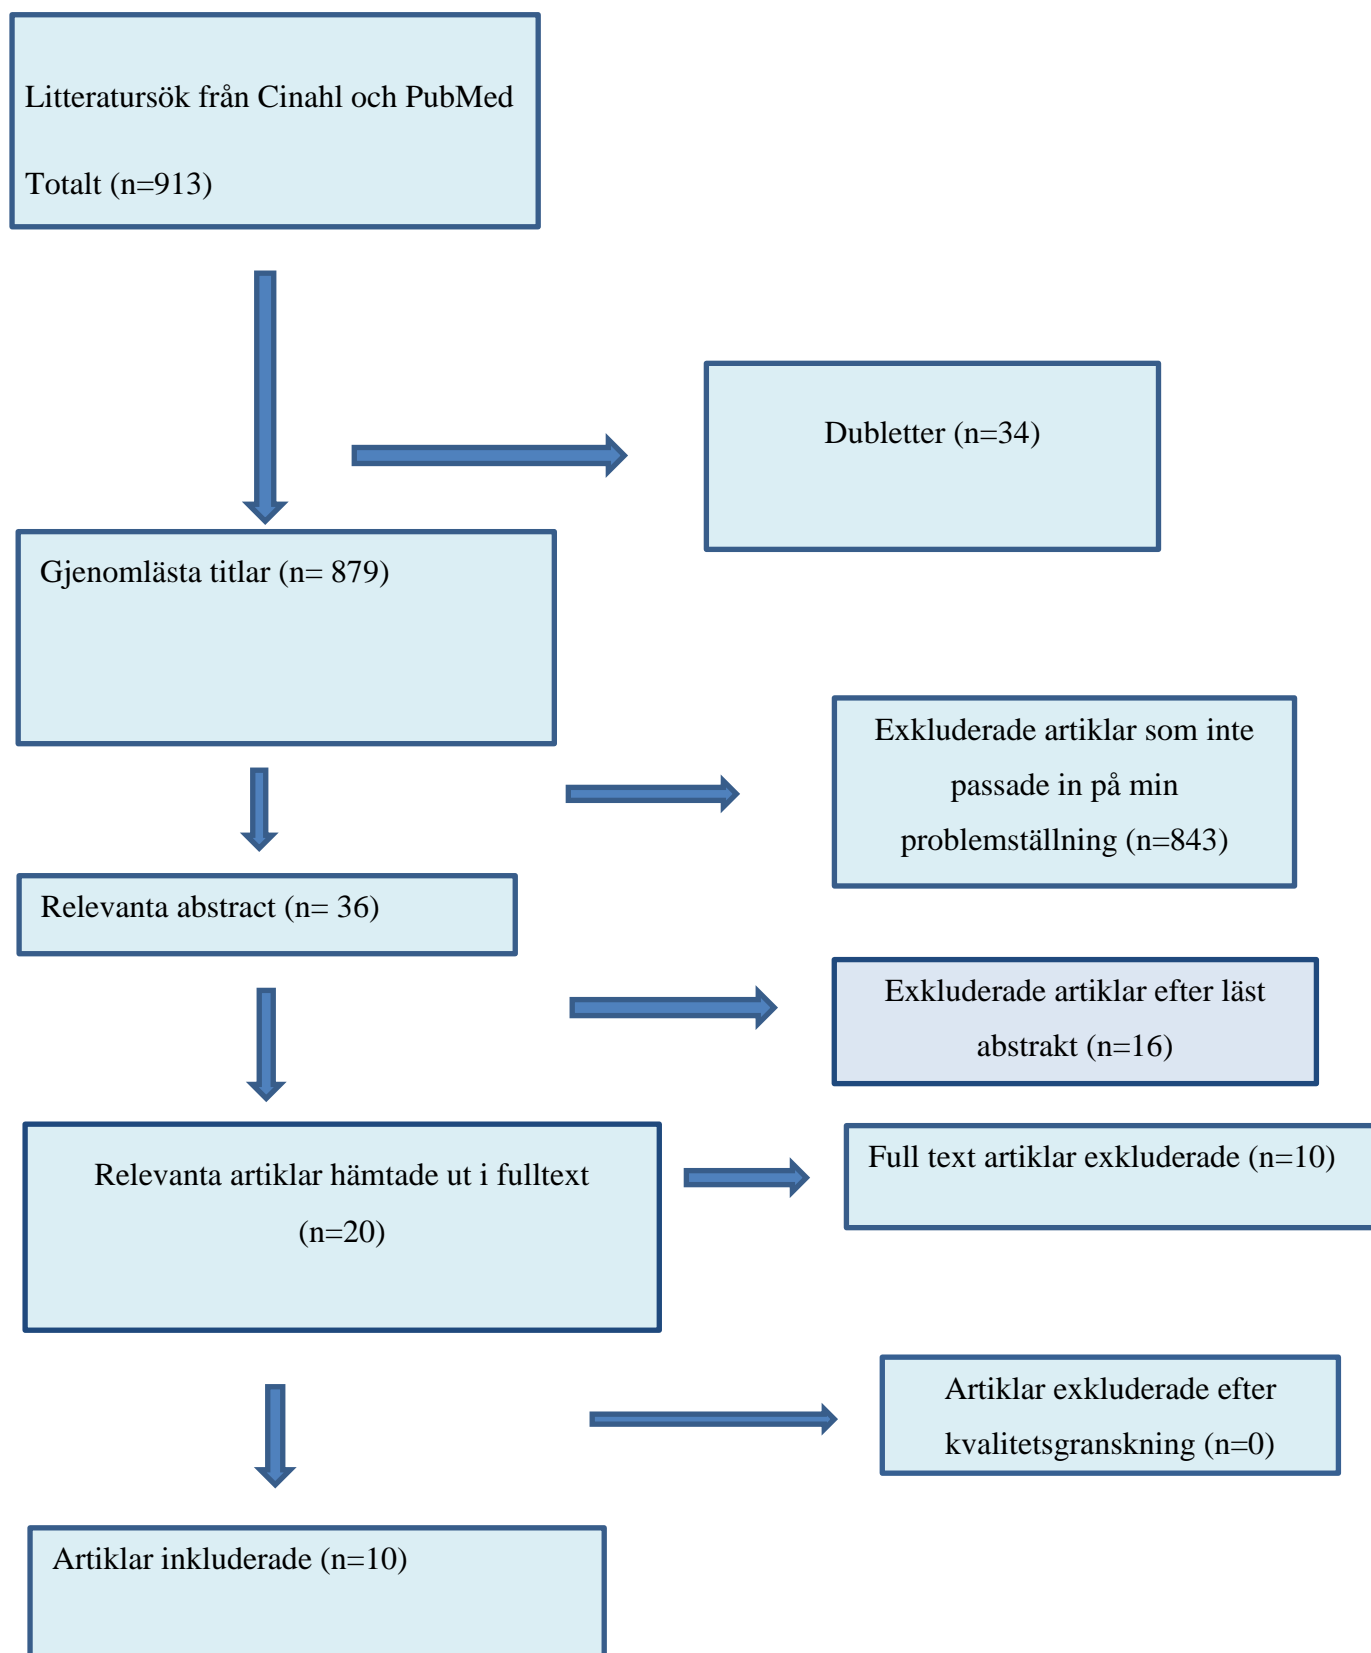 Litteratursök från Cinahl och PubMed
Totalt (n=913)
Dubletter (n=34)
Gjenomlästa titlar (n= 879)
Exkluderade artiklar som inte
passade in på min
problemställning (n=843)
Relevanta abstract (n= 36)
Exkluderade artiklar efter läst
abstrakt (n=16)
Relevanta artiklar hämtade ut i fulltext
(n=20)
Full text artiklar exkluderade (n=10)
Artiklar exkluderade efter
kvalitetsgranskning (n=0)
Artiklar inkluderade (n=10)